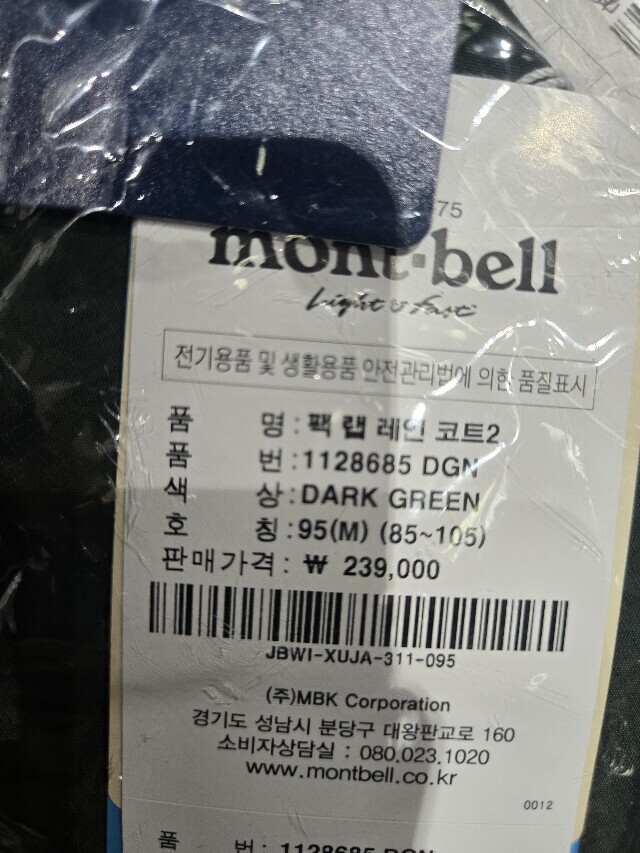 75
mont-bell
Light & Fast
전기용품 및 생활용품 안전관리법에 의한 품질표시
품 명 : 팩 랩 레인 코트2
품 번 : 1128685 DGN
색 상 : DARK GREEN
호 칭 : 95(M) (85~105)
판매가격 : ₩ 239,000
JBWI-XUJA-311-095
(주)MBK Corporation
경기도 성남시 분당구 대왕판교로 160
소비자상담실 : 080.023.1020
www.montbell.co.kr
0012
품 번 : 1128685 DGN